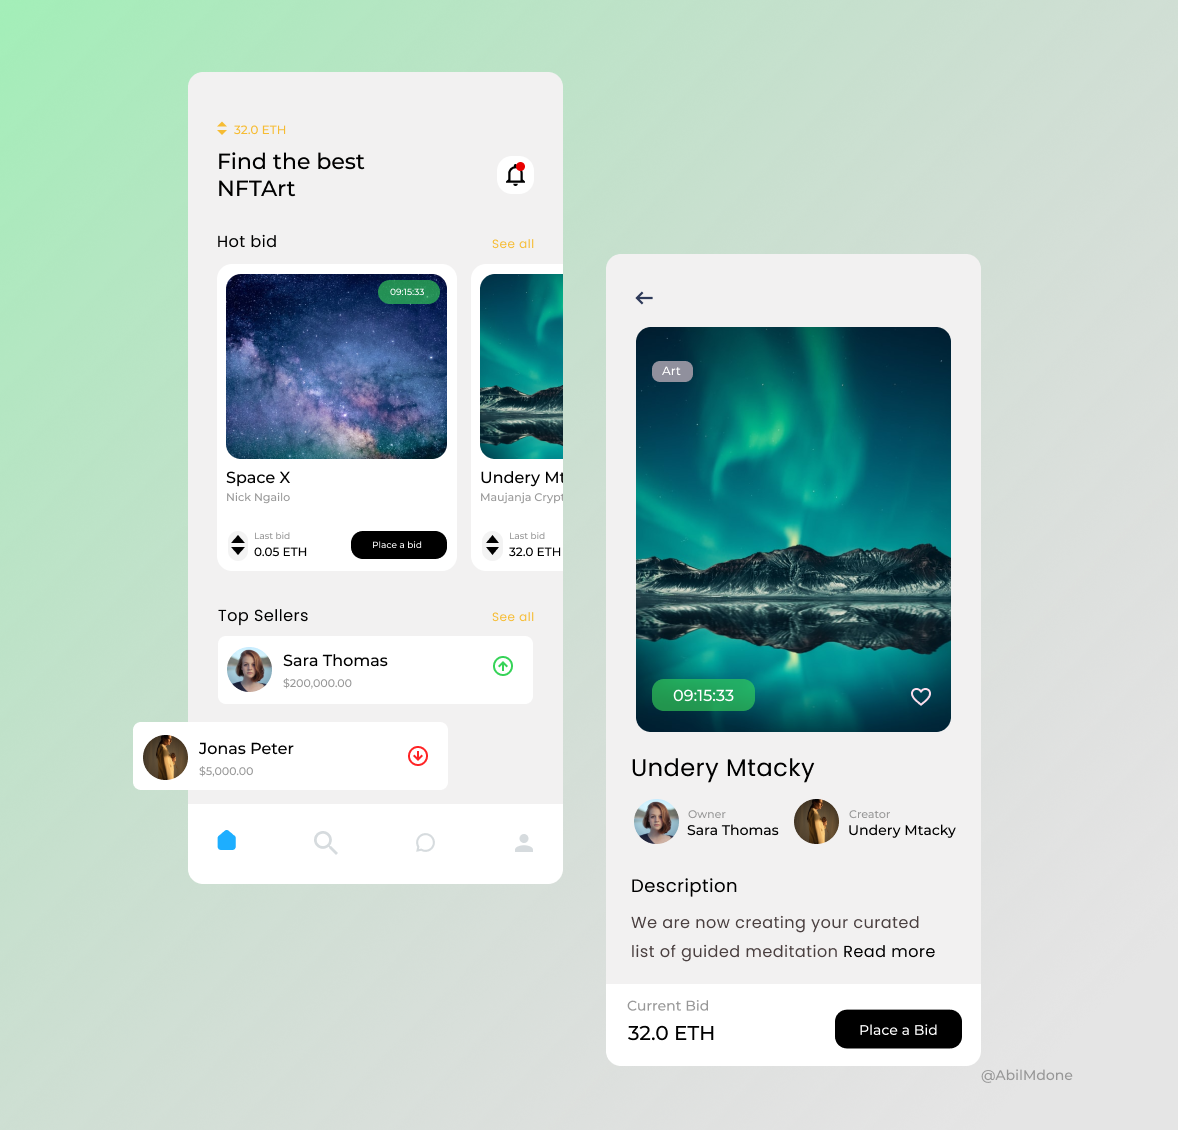 32.0 ETH
Find the best
NFTArt
Hot bid
See all
09:15:33
Space X
Nick Ngailo
Last bid
0.05 ETH
Place a bid
Undery Mt
Maujanja Crypt
Last bid
32.0 ETH
Top Sellers
See all
Sara Thomas
$200,000.00
Jonas Peter
$5,000.00
Art
09:15:33
Undery Mtacky
Owner
Sara Thomas
Creator
Undery Mtacky
Description
We are now creating your curated
list of guided meditation Read more
Current Bid
32.0 ETH
Place a Bid
@AbilMdone